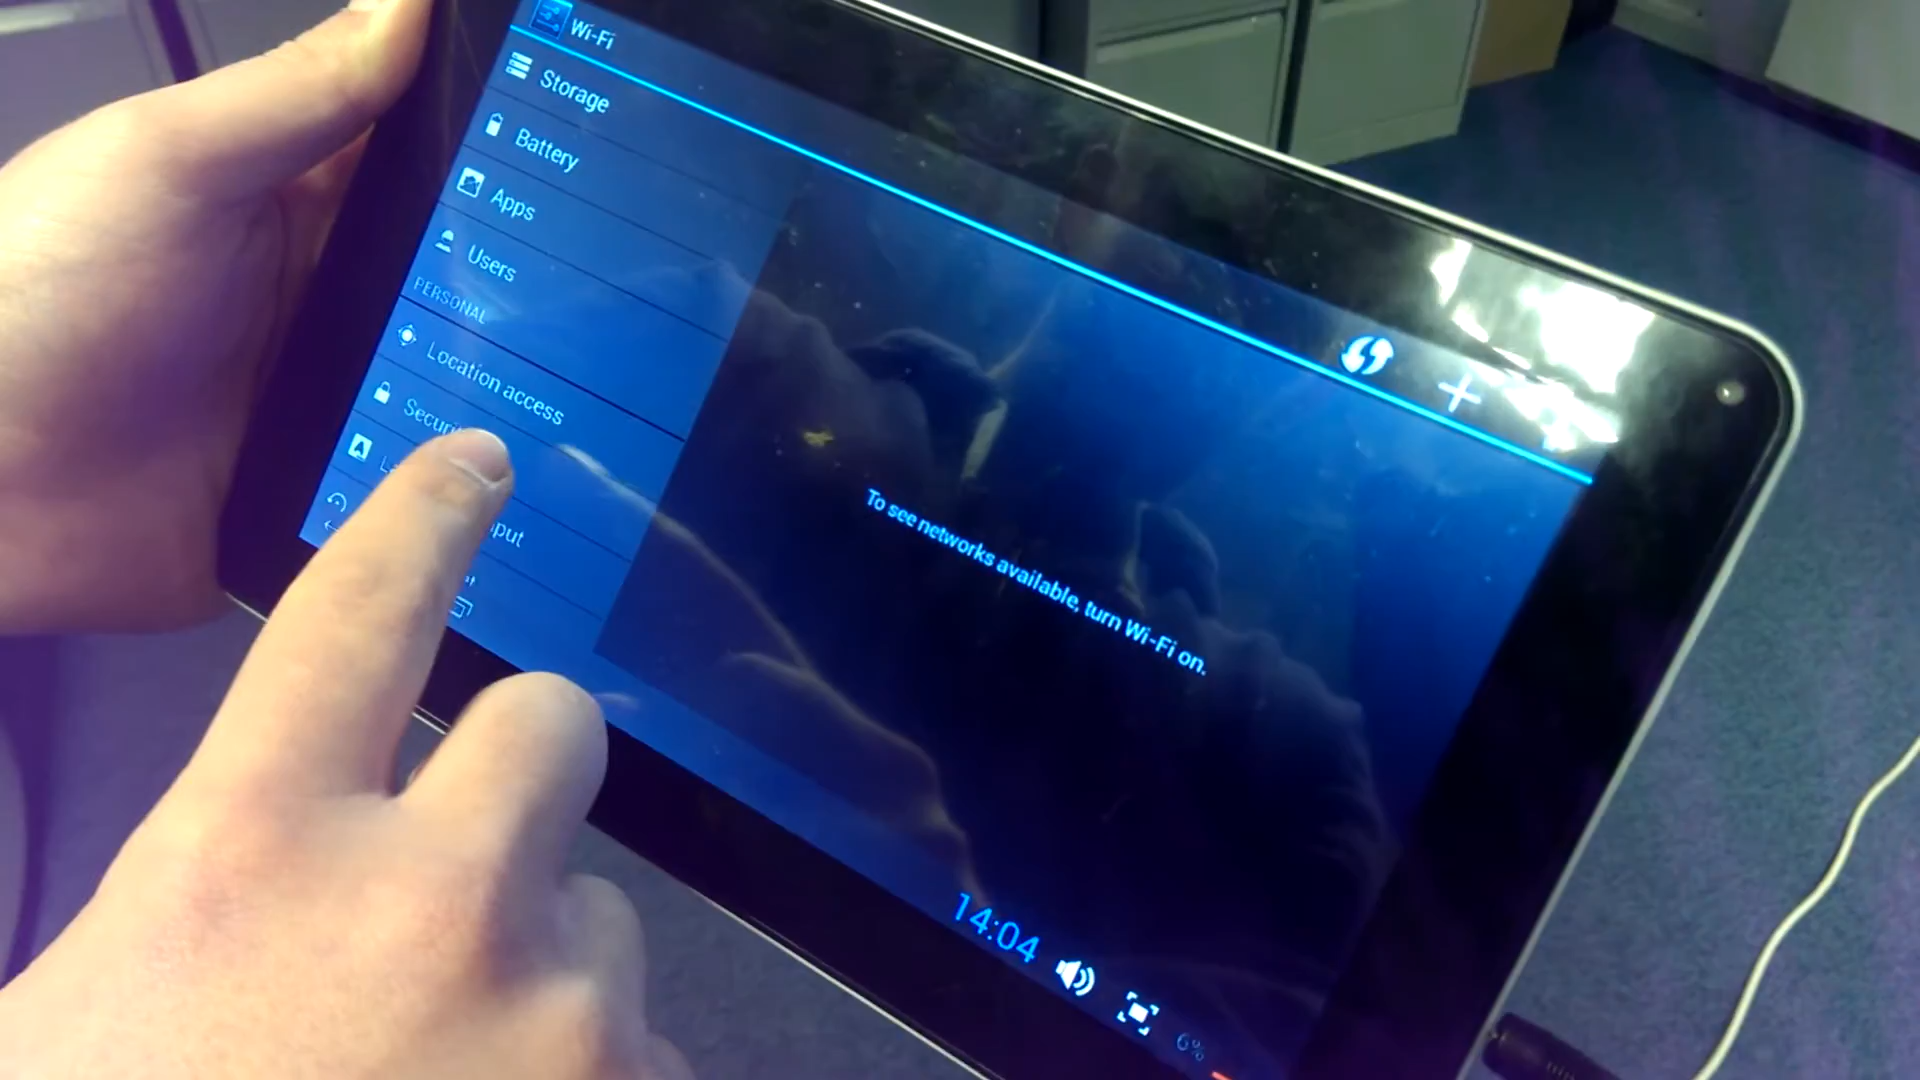 Wi-Fi
Storage
Battery
Apps
Users
PERSONAL
Location access
To see networks available, turn Wi-Fi on.
14:04
6%